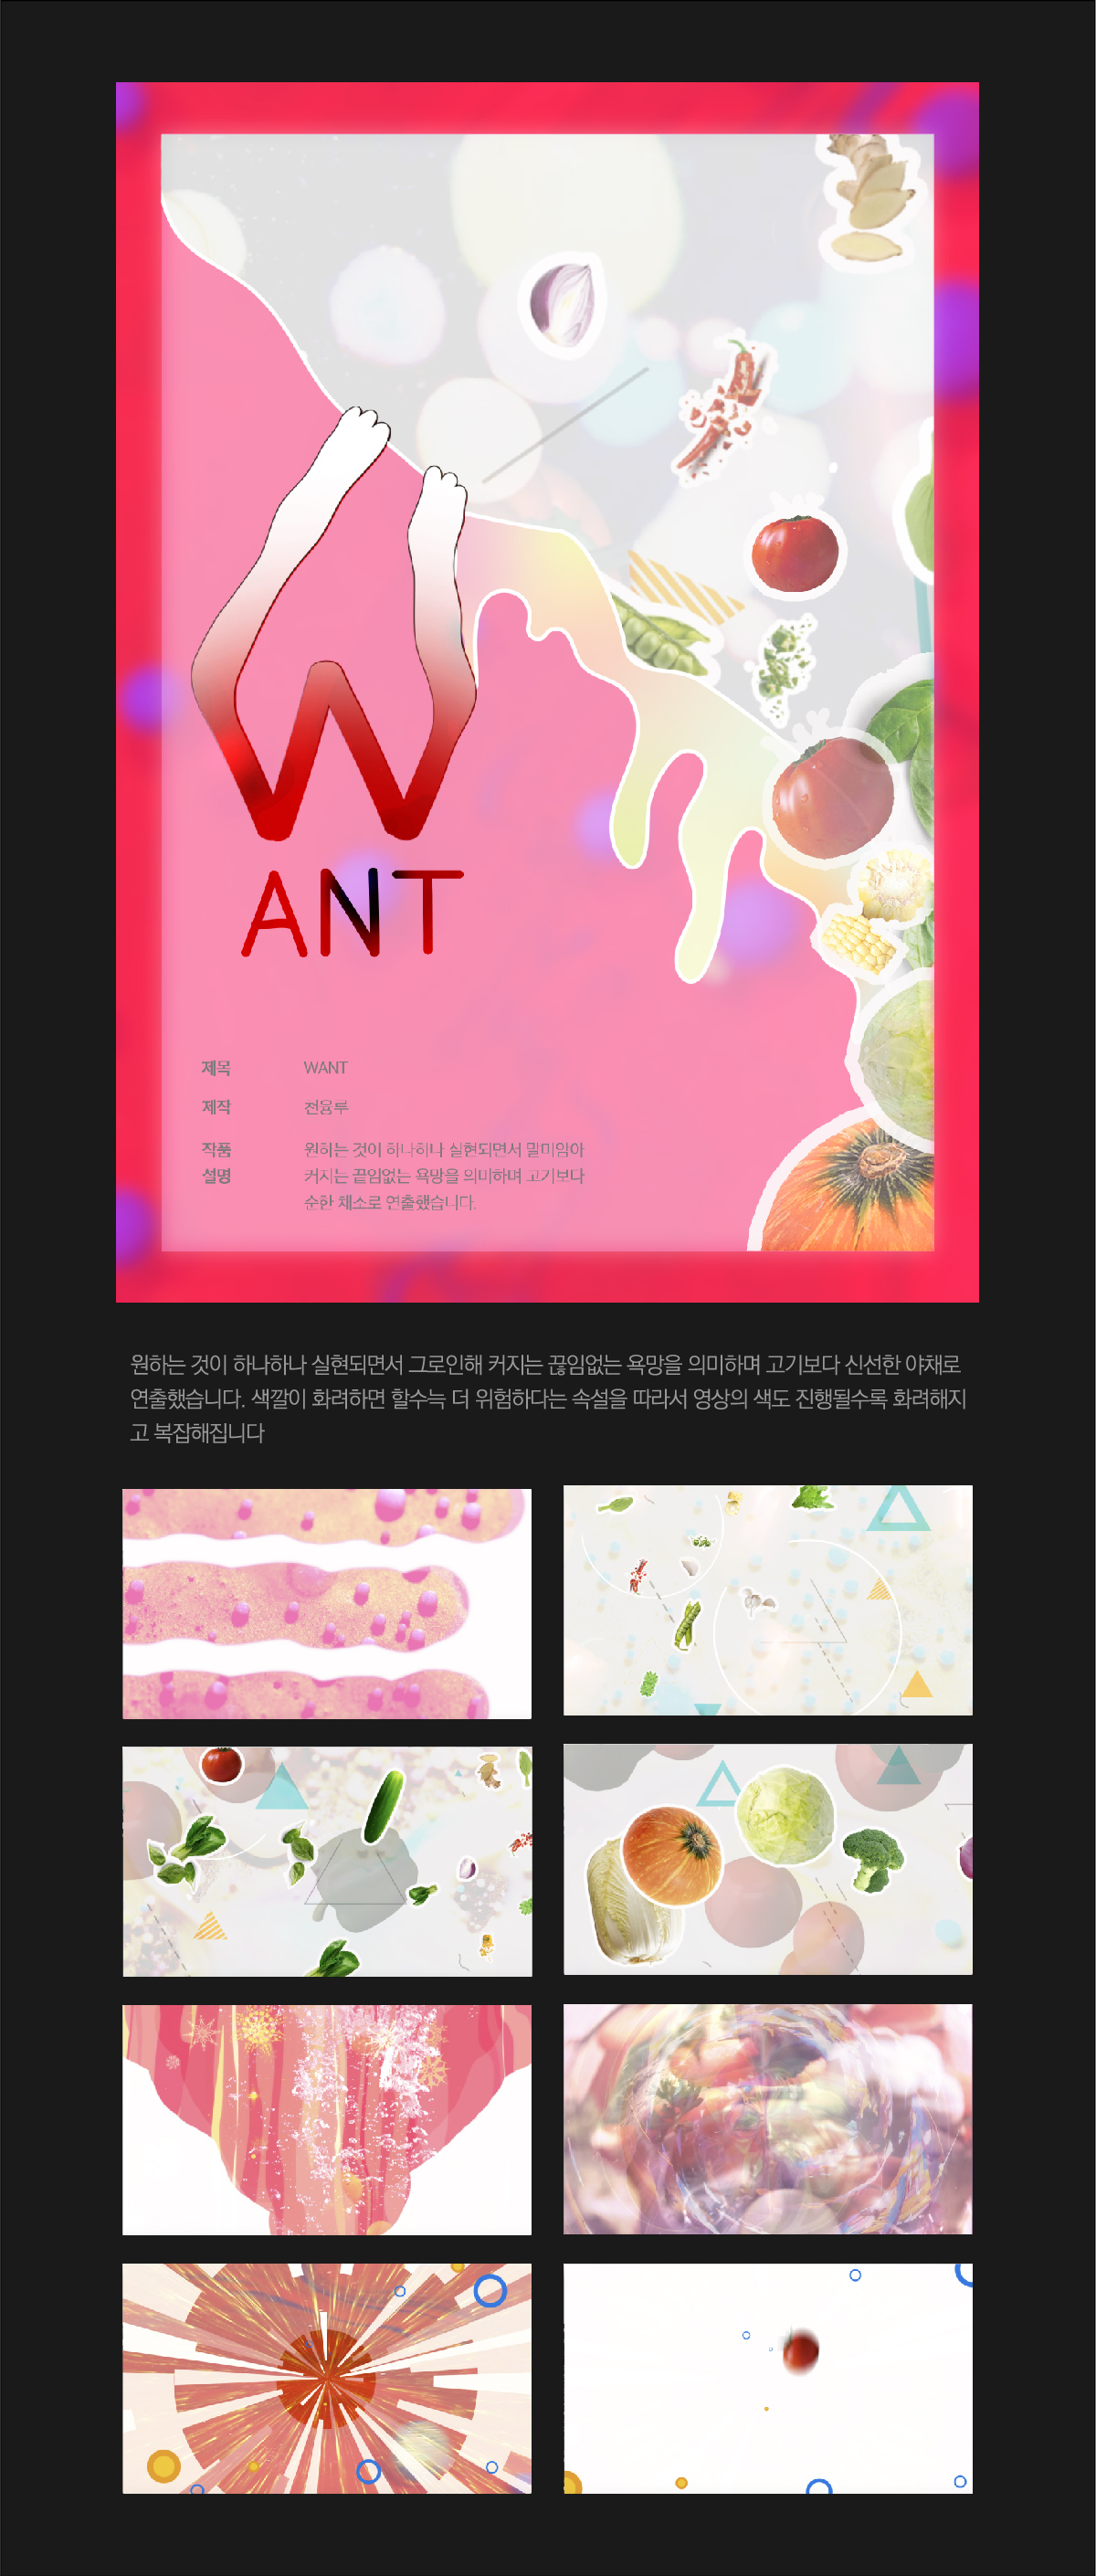 W
ANT
제목 WANT
제작 천융루
작품 원하는 것이 하나하나 실현되면서 말미암아
설명 커지는 끝임없는 욕망을 의미하며 고기보다
순한 채소로 연출했습니다.
원하는 것이 하나하나 실현되면서 그로인해 커지는 끊임없는 욕망을 의미하며 고기보다 신선한 야채로
연출했습니다. 색깔이 화려하면 할수늑 더 위험하다는 속설을 따라서 영상의 색도 진행될수록 화려해지
고 복잡해집니다